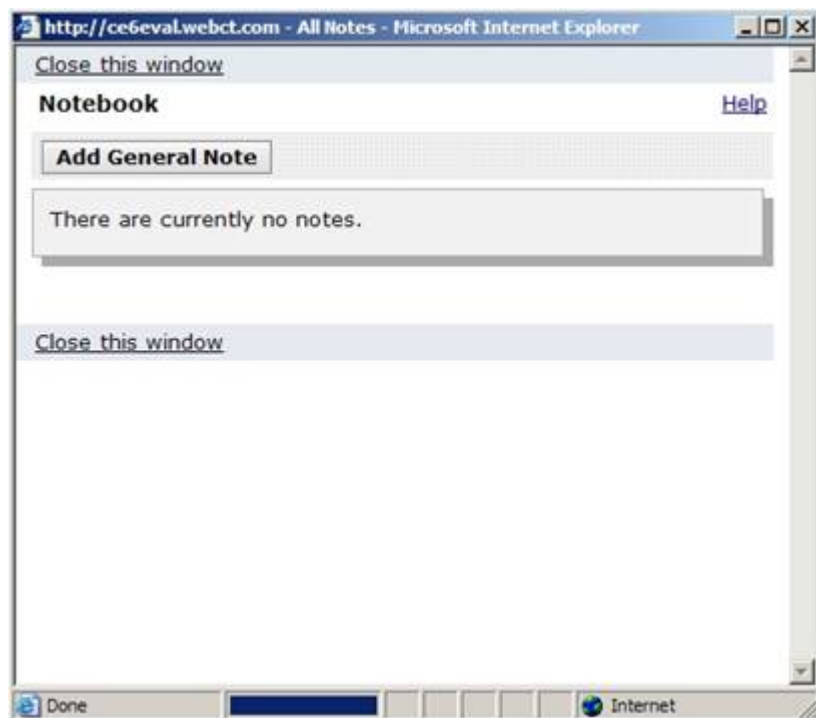 http://ce6eval.webct.com - All Notes - Microsoft Internet Explorer
Close this window
Notebook Help
Add General Note
There are currently no notes.
Close this window
Done Internet